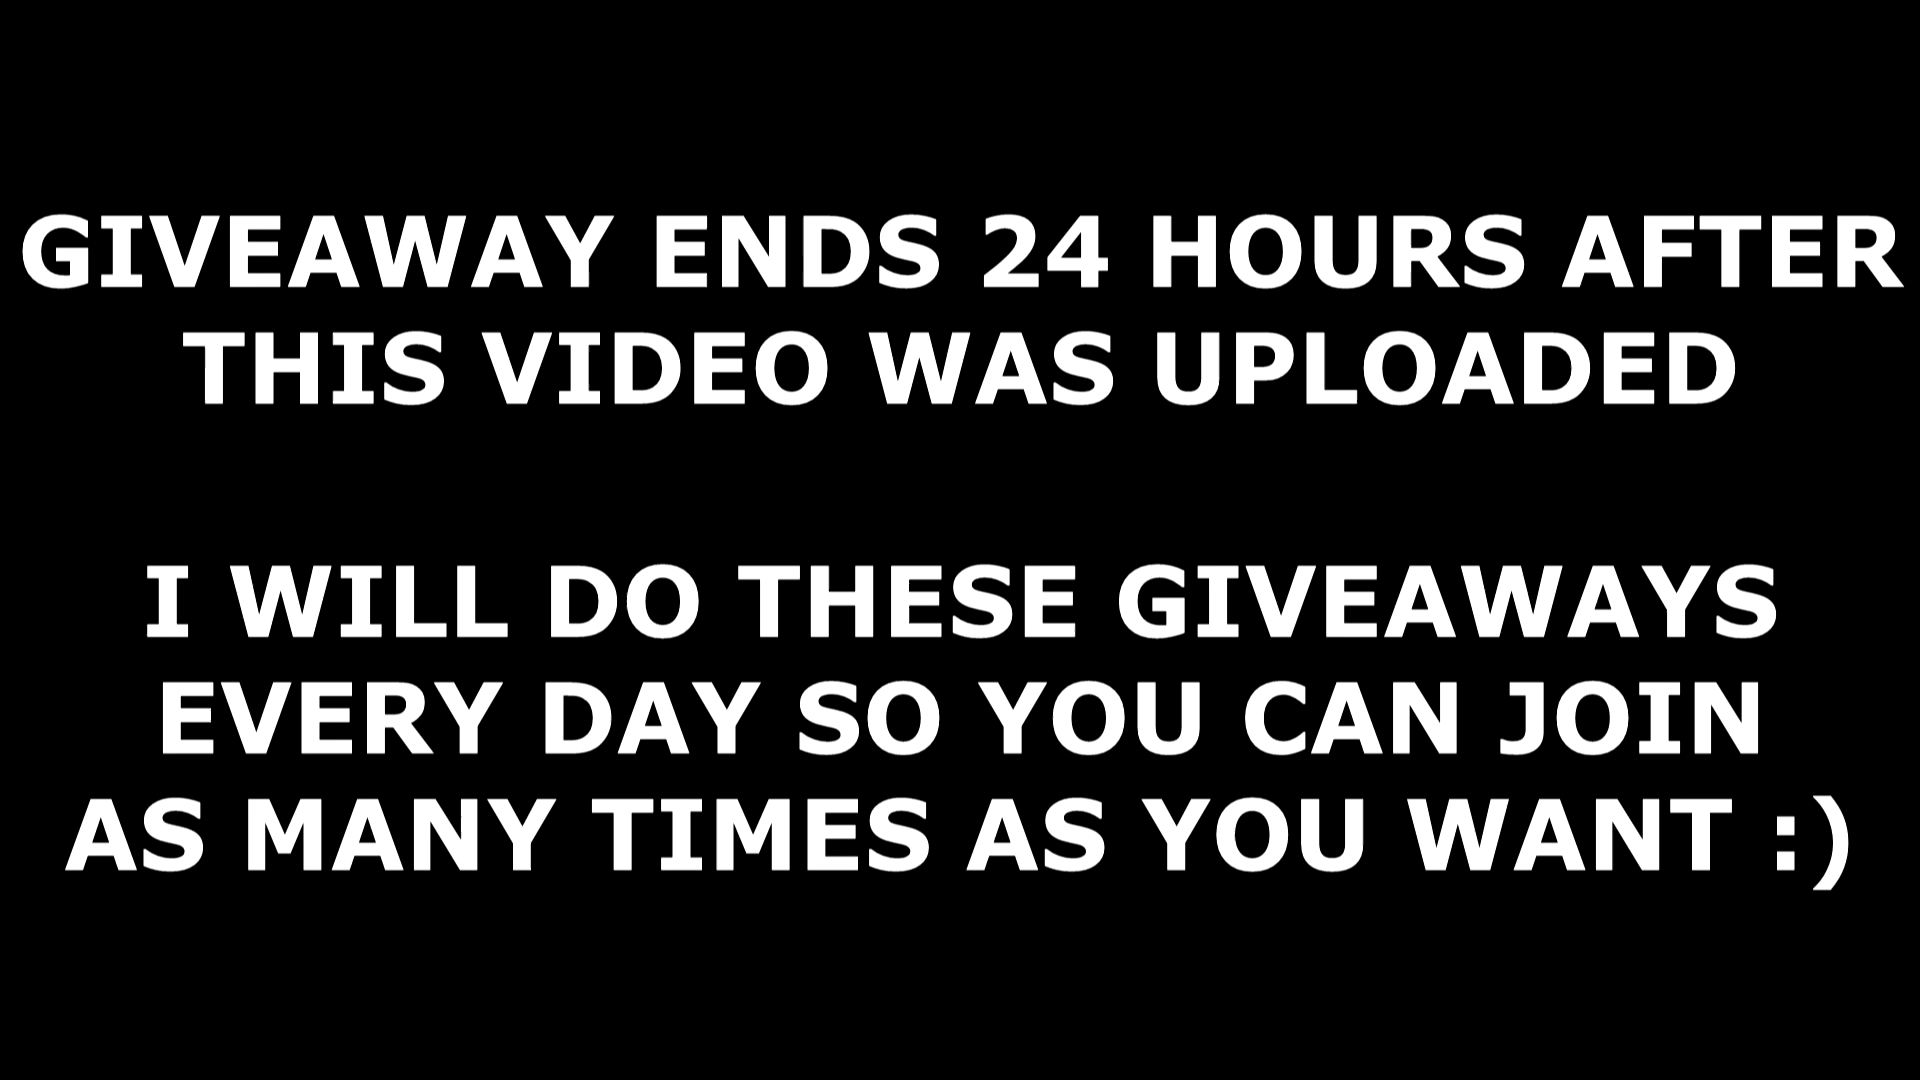 GIVEAWAY ENDS 24 HOURS AFTER
THIS VIDEO WAS UPLOADED
I WILL DO THESE GIVEAWAYS
EVERY DAY SO YOU CAN JOIN
AS MANY TIMES AS YOU WANT :)